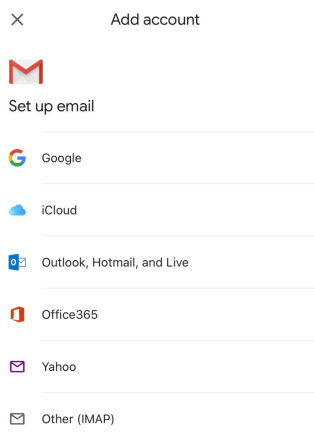 Add account
Set up email
Google
iCloud
Outlook, Hotmail, and Live
Office365
Yahoo
Other (IMAP)